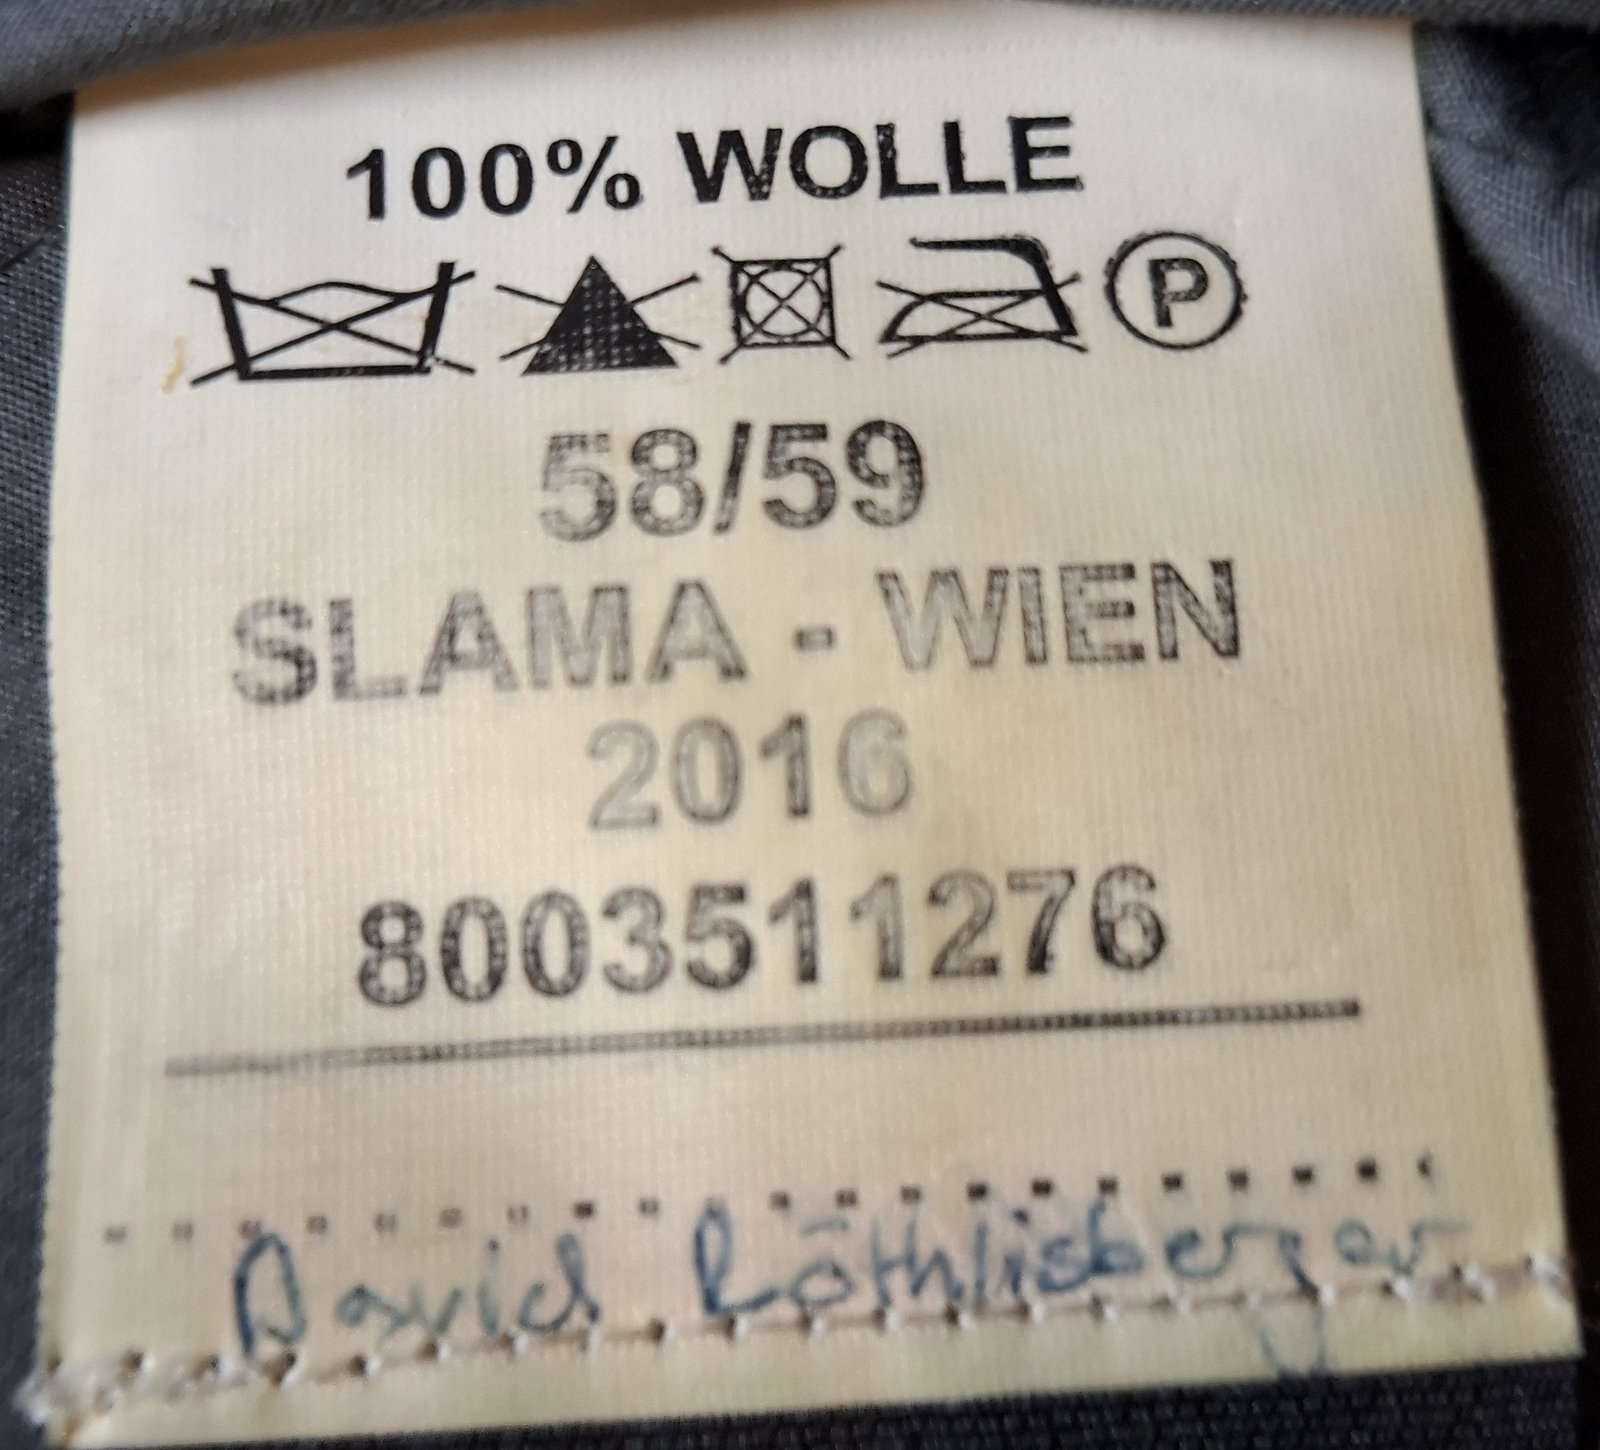 100% WOLLE
P
58/59
SLAMA - WIEN
2016
8003511276
David Röthlisberger